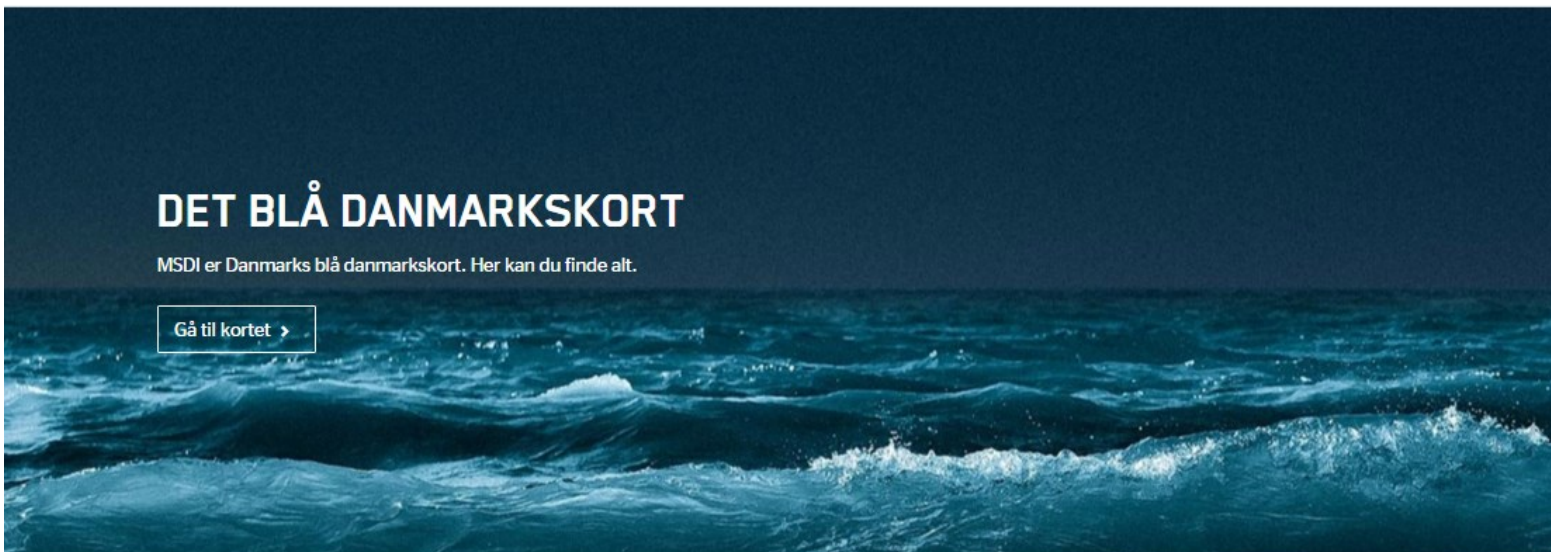 DET BLÅ DANMARKSKORT
MSDI er Danmarks blå danmarkskort. Her kan du finde alt.
Gå til kortet >